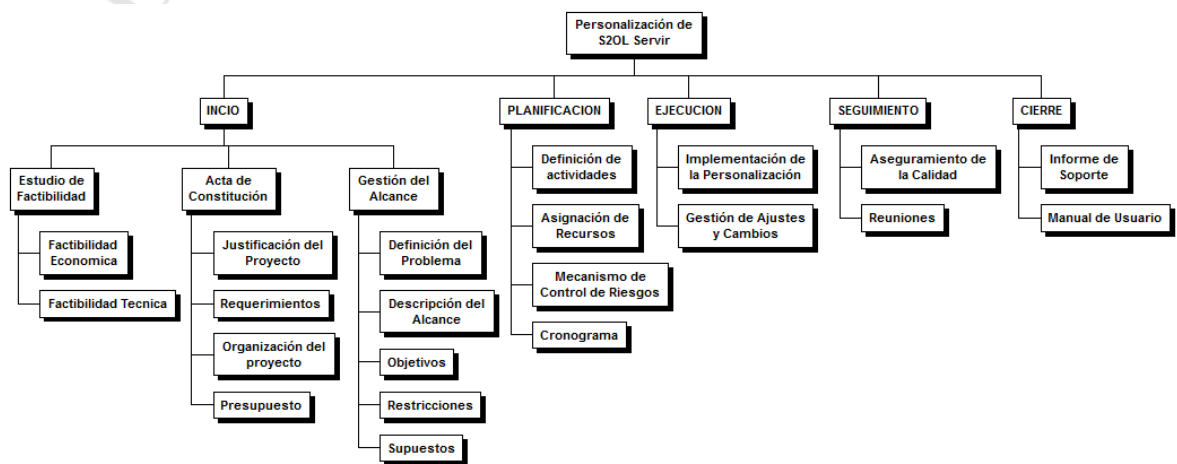 Personalización de
S2OL Servir
INCIO
PLANIFICACION
EJECUCION
SEGUIMIENTO
CIERRE
Estudio de
Factibilidad
Factibilidad
Economica
Factibilidad Tecnica
Acta de
Constitución
Justificación del
Proyecto
Requerimientos
Organización del
proyecto
Presupuesto
Gestión del
Alcance
Definición del
Problema
Descripción del
Alcance
Objetivos
Restricciones
Supuestos
Definición de
actividades
Asignación de
Recursos
Mecanismo de
Control de Riesgos
Cronograma
Implementación de
la Personalización
Gestión de Ajustes
y Cambios
Aseguramiento de
la Calidad
Reuniones
Informe de
Soporte
Manual de Usuario